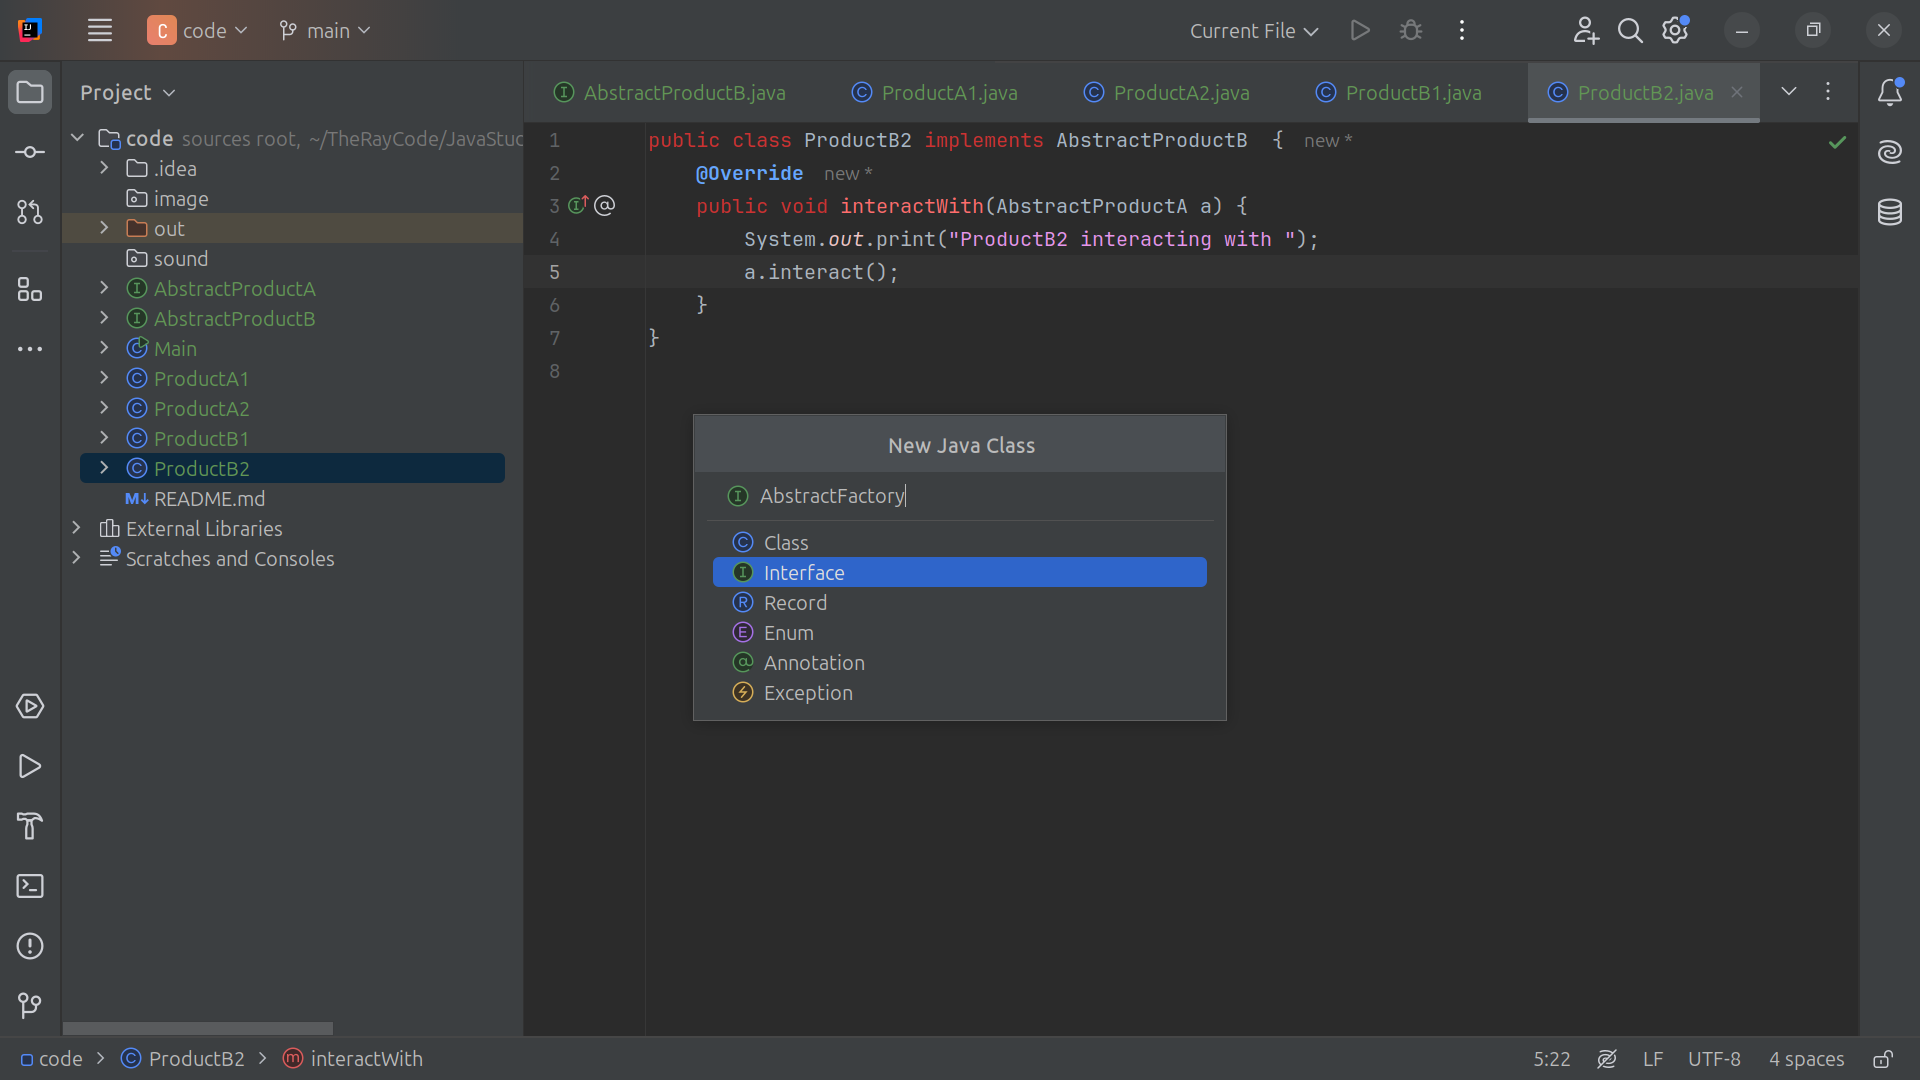 C code main
Current File
Project
AbstractProductB.java ProductA1.java ProductA2.java ProductB1.java ProductB2.java
code sources root, ~/TheRayCode/JavaStud
.idea
image
out
sound
AbstractProductA
AbstractProductB
Main
ProductA1
ProductA2
ProductB1
ProductB2
README.md
External Libraries
Scratches and Consoles
1 public class ProductB2 implements AbstractProductB { new *
2 @Override new *
3 public void interactWith(AbstractProductA a) {
4 System.out.print("ProductB2 interacting with ");
5 a.interact();
6 }
7 }
8
New Java Class
AbstractFactory
Class
Interface
Record
Enum
Annotation
Exception
code ProductB2 interactWith
5:22 LF UTF-8 4 spaces